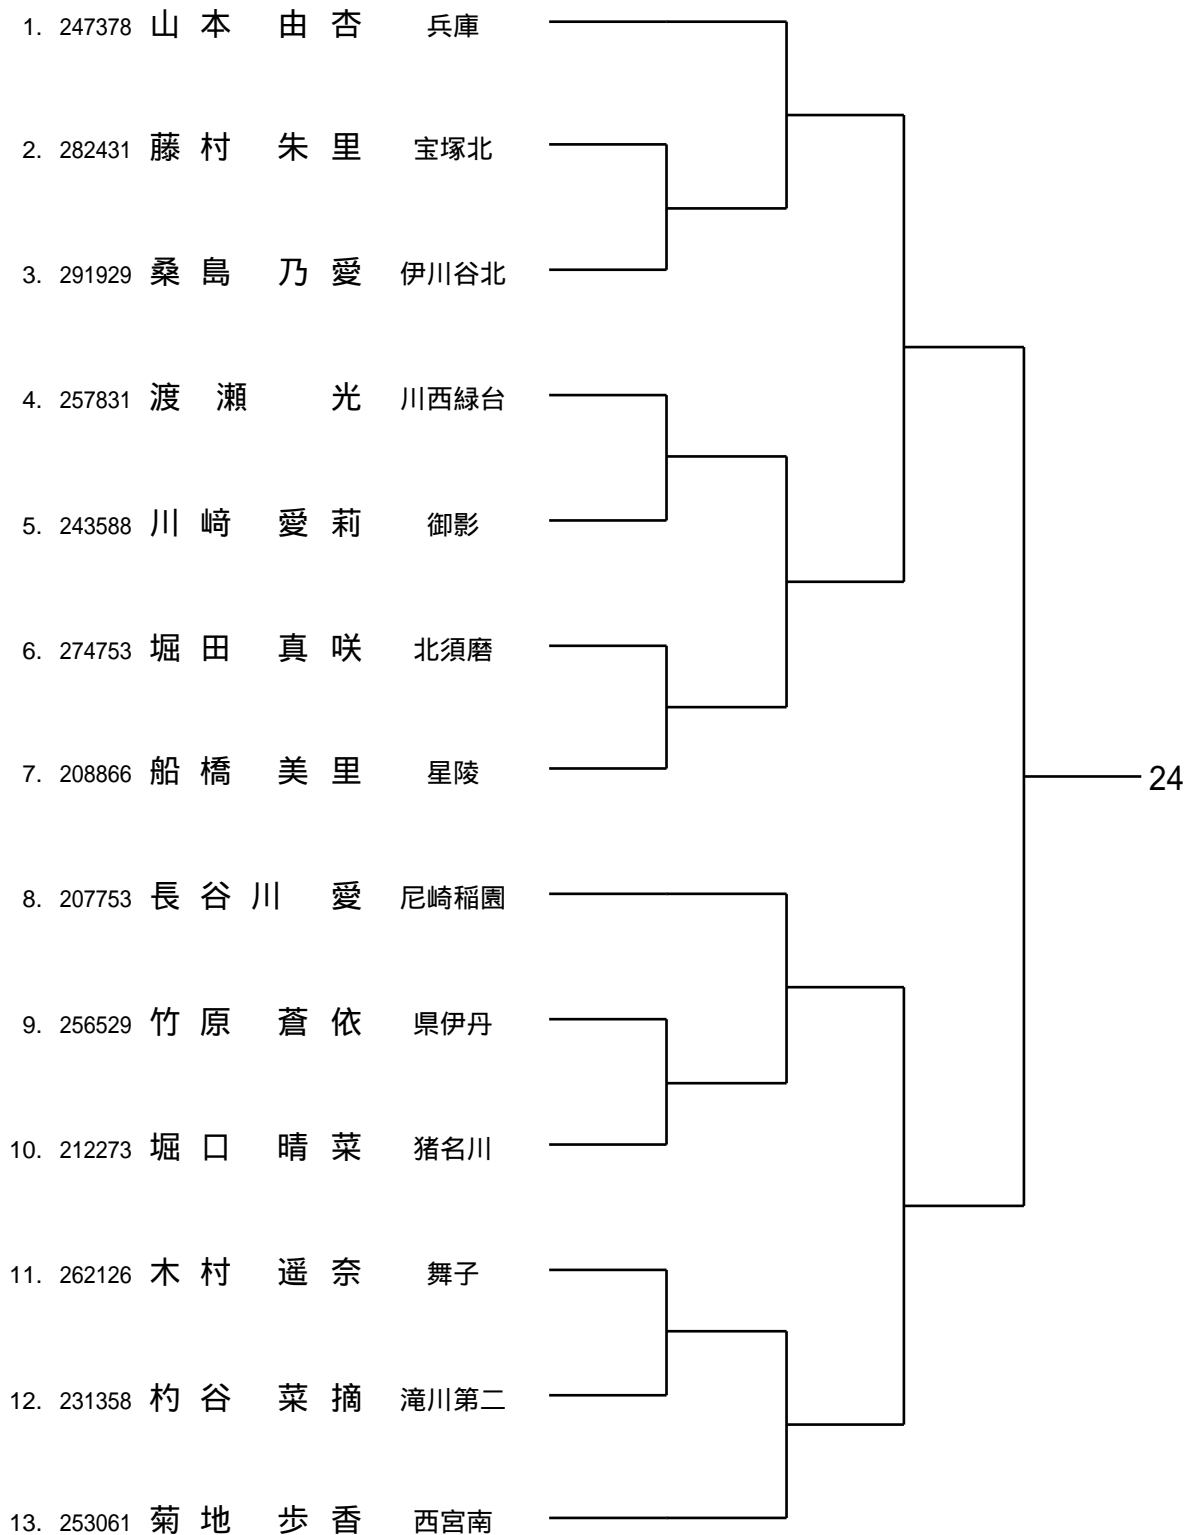 1. 247378 山本 由杏 兵庫
2. 282431 藤村 朱里 宝塚北
3. 291929 桑島 乃愛 伊川谷北
4. 257831 渡瀬 光 川西緑台
5. 243588 川﨑 愛莉 御影
6. 274753 堀田 真咲 北須磨
7. 208866 船橋 美里 星陵
24
8. 207753 長谷川 愛 尼崎稲園
9. 256529 竹原 蒼依 県伊丹
10. 212273 堀口 晴菜 猪名川
11. 262126 木村 遥奈 舞子
12. 231358 杓谷 菜摘 滝川第二
13. 253061 菊地 歩香 西宮南